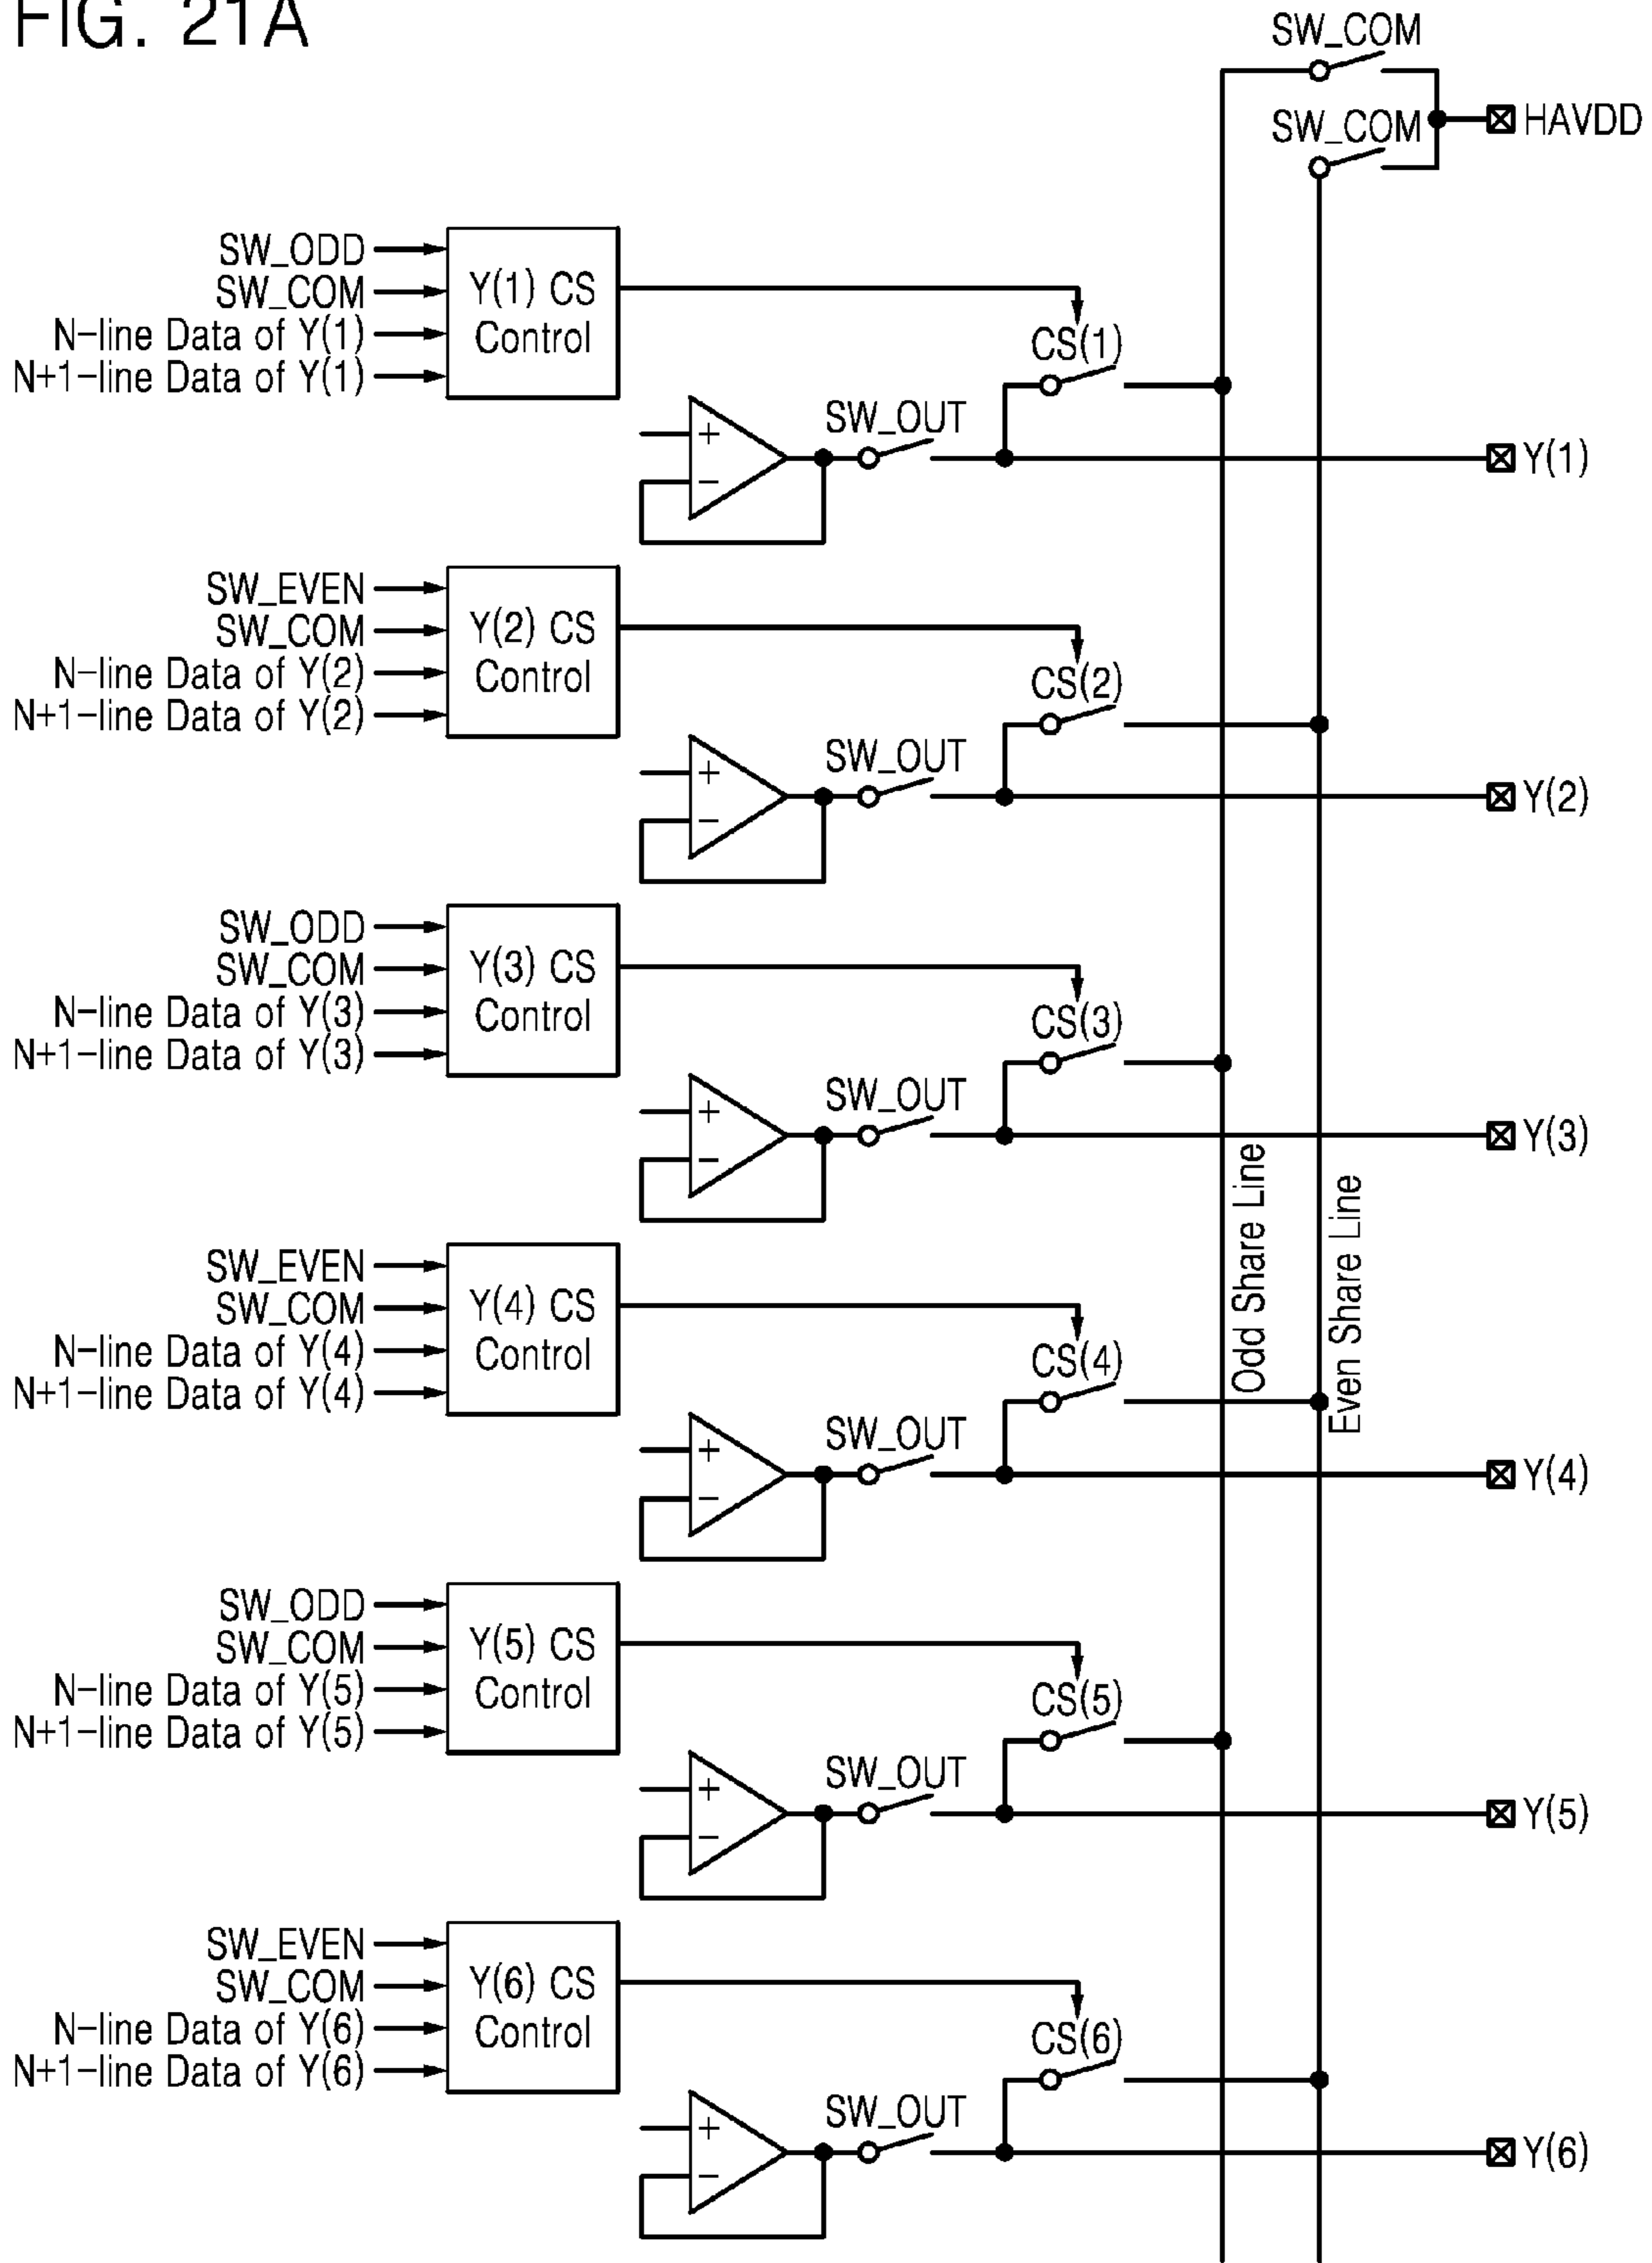 FIG. 21A
SW_COM
SW_COM
HAVDD
SW_ODD
SW_COM
N-line Data of Y(1)
N+1-line Data of Y(1)
Y(1) CS
Control
CS(1)
+
-
SW_OUT
Y(1)
SW_EVEN
SW_COM
N-line Data of Y(2)
N+1-line Data of Y(2)
Y(2) CS
Control
CS(2)
+
-
SW_OUT
Y(2)
SW_ODD
SW_COM
N-line Data of Y(3)
N+1-line Data of Y(3)
Y(3) CS
Control
CS(3)
+
-
SW_OUT
Y(3)
Odd Share Line
Even Share Line
SW_EVEN
SW_COM
N-line Data of Y(4)
N+1-line Data of Y(4)
Y(4) CS
Control
CS(4)
+
-
SW_OUT
Y(4)
SW_ODD
SW_COM
N-line Data of Y(5)
N+1-line Data of Y(5)
Y(5) CS
Control
CS(5)
+
-
SW_OUT
Y(5)
SW_EVEN
SW_COM
N-line Data of Y(6)
N+1-line Data of Y(6)
Y(6) CS
Control
CS(6)
+
-
SW_OUT
Y(6)